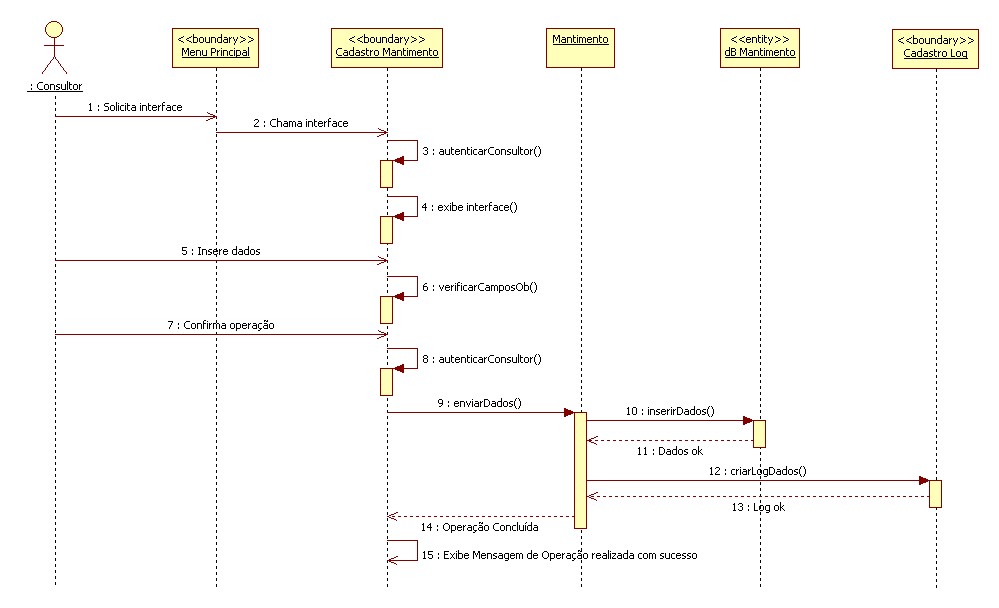 <<boundary>>
Menu Principal
<<boundary>>
Cadastro Mantimento
Mantimento
<<entity>>
dB Mantimento
<<boundary>>
Cadastro Log
: Consultor
1 : Solicita interface
2 : Chama interface
3 : autenticarConsultor()
4 : exibe interface()
5 : Insere dados
6 : verificarCamposOb()
7 : Confirma operação
8 : autenticarConsultor()
9 : enviarDados()
10 : inserirDados()
11 : Dados ok
12 : criarLogDados()
13 : Log ok
14 : Operação Concluída
15 : Exibe Mensagem de Operação realizada com sucesso